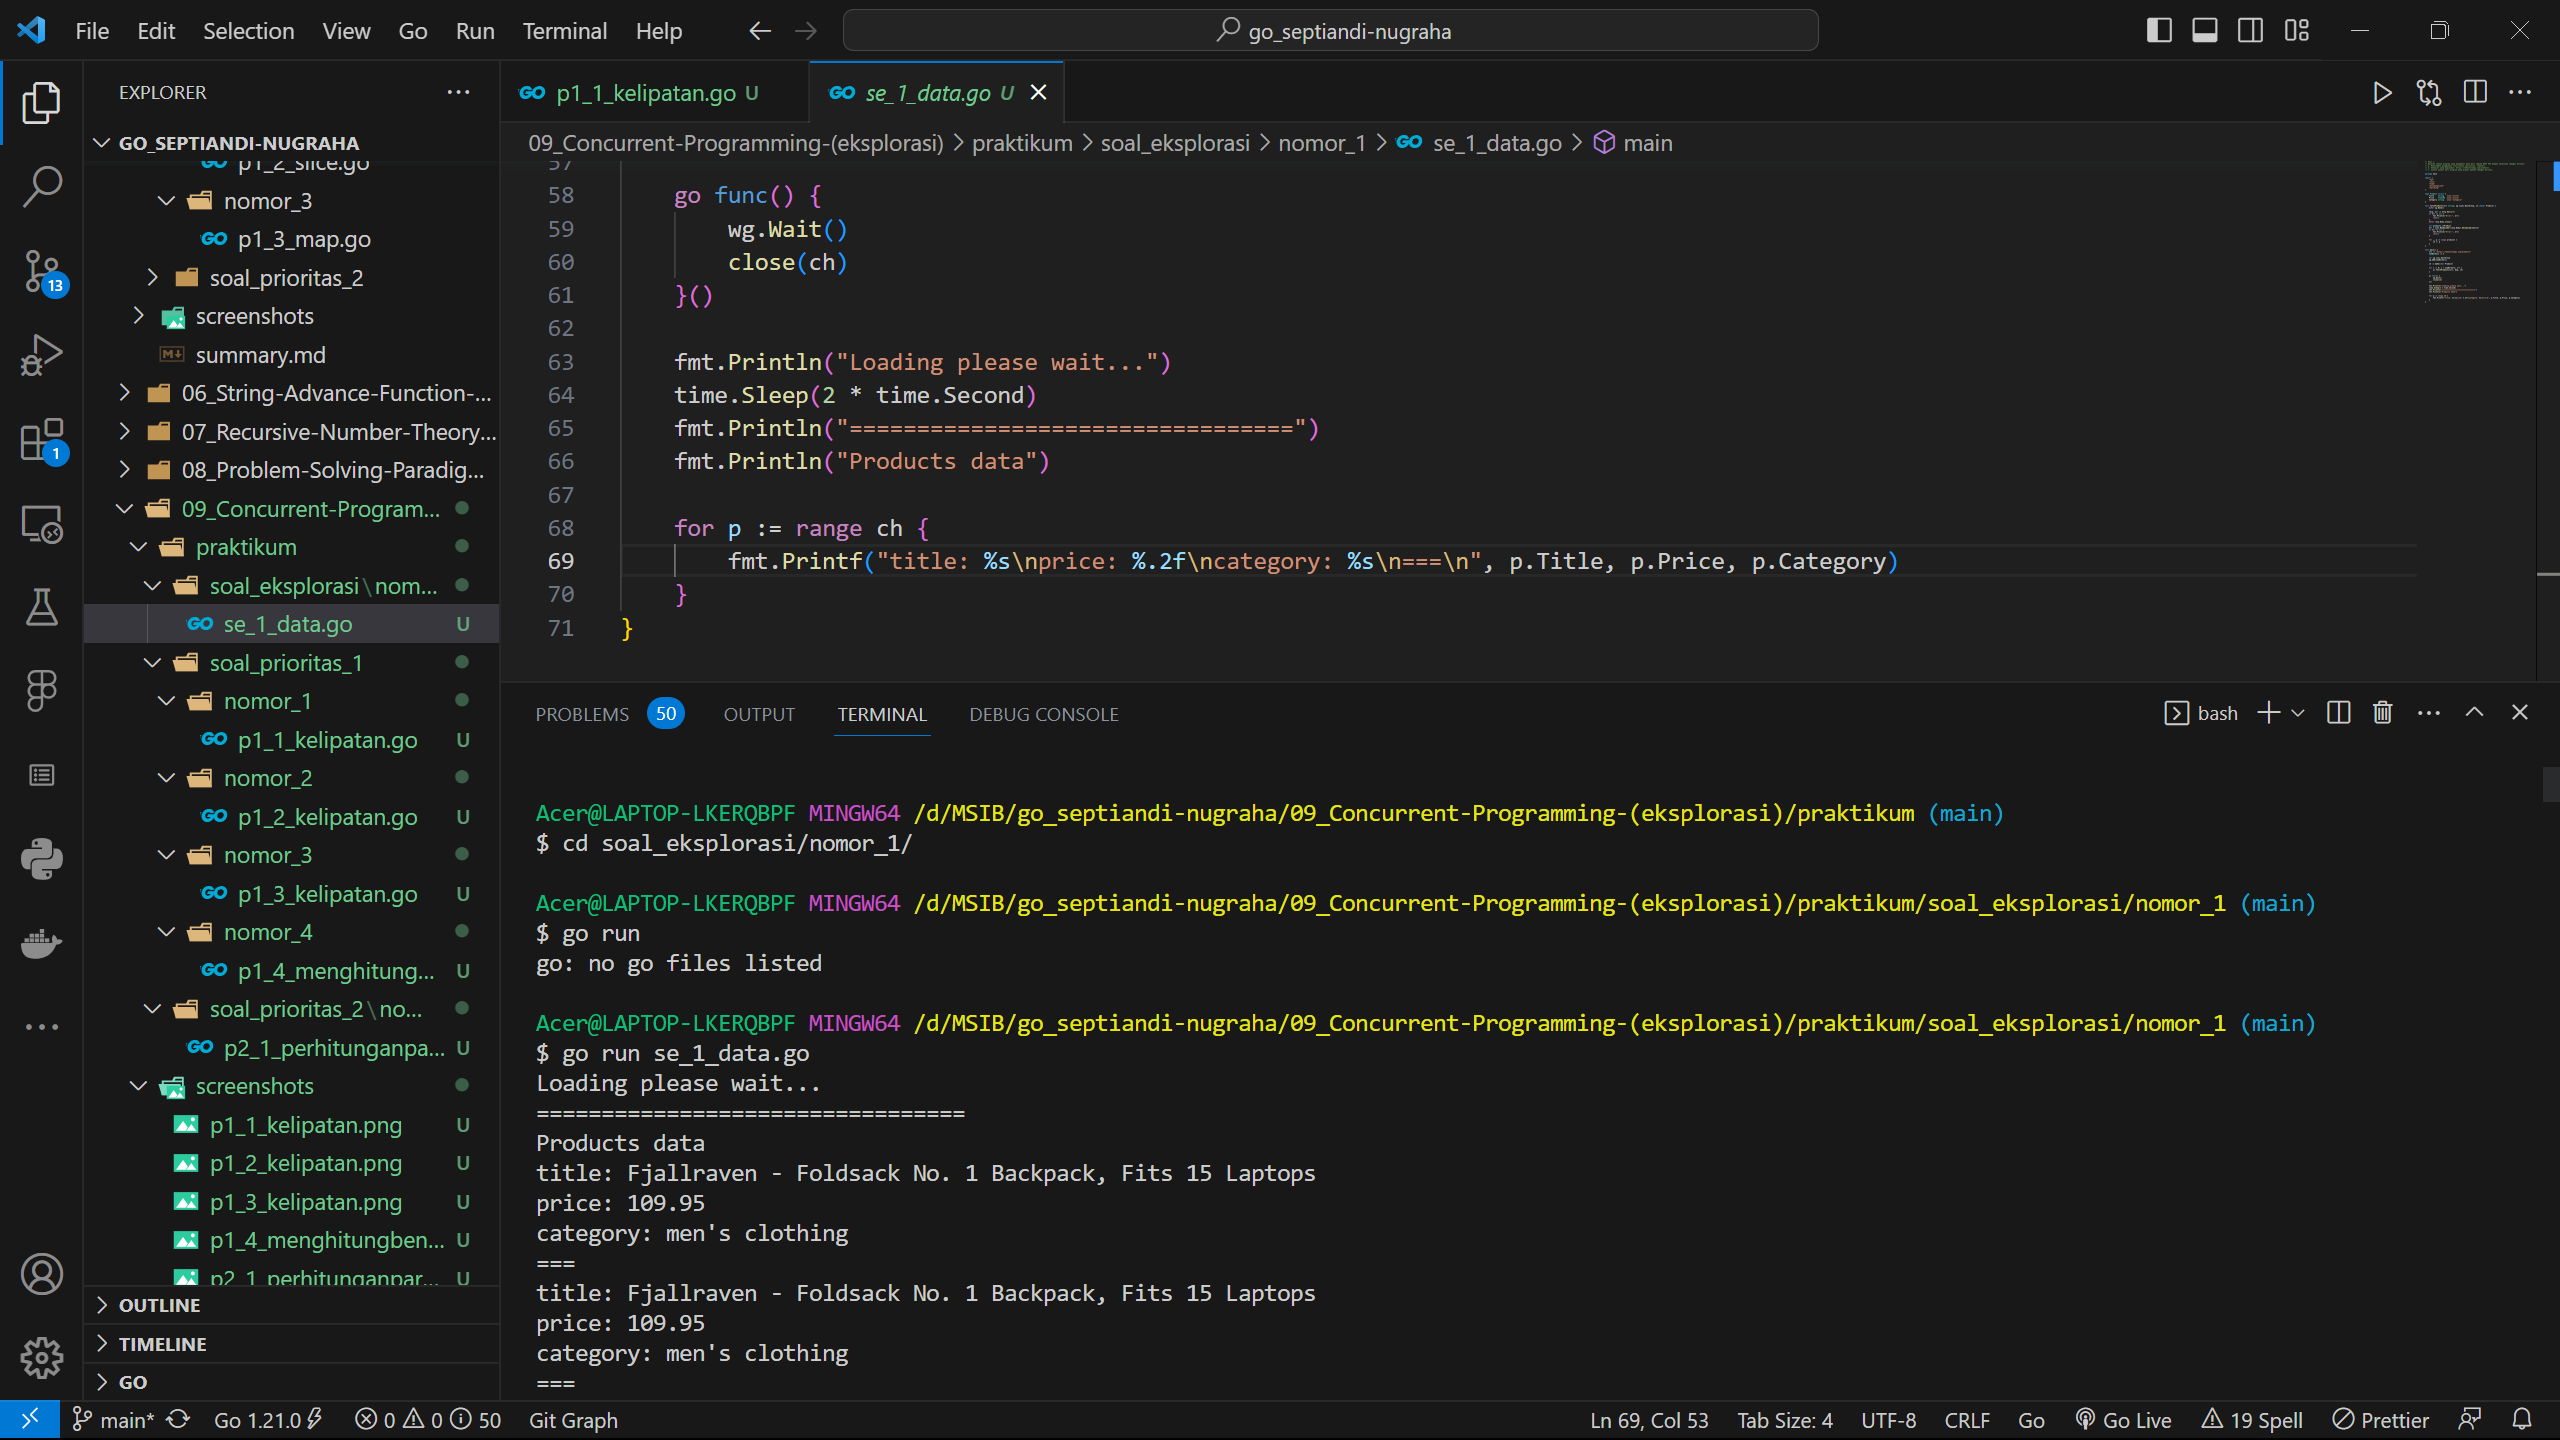 File Edit Selection View Go Run Terminal Help
go_septiandi-nugraha
EXPLORER
GO_SEPTIANDI-NUGRAHA
p1_2_slice.go
nomor_3
p1_3_map.go
soal_prioritas_2
screenshots
summary.md
06_String-Advance-Function-...
07_Recursive-Number-Theory...
08_Problem-Solving-Paradig...
09_Concurrent-Program...
praktikum
soal_eksplorasi\nom...
se_1_data.go U
soal_prioritas_1
nomor_1
p1_1_kelipatan.go U
nomor_2
p1_2_kelipatan.go U
nomor_3
p1_3_kelipatan.go U
nomor_4
p1_4_menghitung... U
soal_prioritas_2\no...
p2_1_perhitunganpa... U
screenshots
p1_1_kelipatan.png U
p1_2_kelipatan.png U
p1_3_kelipatan.png U
p1_4_menghitungben... U
p2_1_perhitunganpar... U
OUTLINE
TIMELINE
GO
13
1
p1_1_kelipatan.go U
se_1_data.go U
09_Concurrent-Programming-(eksplorasi) > praktikum > soal_eksplorasi > nomor_1 > se_1_data.go > main
57
58 go func() {
59 wg.Wait()
60 close(ch)
61 }()
62
63 fmt.Println("Loading please wait...")
64 time.Sleep(2 * time.Second)
65 fmt.Println("=================================")
66 fmt.Println("Products data")
67
68 for p := range ch {
69 fmt.Printf("title: %s\nprice: %.2f\ncategory: %s\n===\n", p.Title, p.Price, p.Category)
70 }
71 }
PROBLEMS 50 OUTPUT TERMINAL DEBUG CONSOLE
bash
Acer@LAPTOP-LKERQBPF MINGW64 /d/MSIB/go_septiandi-nugraha/09_Concurrent-Programming-(eksplorasi)/praktikum (main)
$ cd soal_eksplorasi/nomor_1/
Acer@LAPTOP-LKERQBPF MINGW64 /d/MSIB/go_septiandi-nugraha/09_Concurrent-Programming-(eksplorasi)/praktikum/soal_eksplorasi/nomor_1 (main)
$ go run
go: no go files listed
Acer@LAPTOP-LKERQBPF MINGW64 /d/MSIB/go_septiandi-nugraha/09_Concurrent-Programming-(eksplorasi)/praktikum/soal_eksplorasi/nomor_1 (main)
$ go run se_1_data.go
Loading please wait...
=================================
Products data
title: Fjallraven - Foldsack No. 1 Backpack, Fits 15 Laptops
price: 109.95
category: men's clothing
===
title: Fjallraven - Foldsack No. 1 Backpack, Fits 15 Laptops
price: 109.95
category: men's clothing
===
main* Go 1.21.0 0 0 50 Git Graph
Ln 69, Col 53 Tab Size: 4 UTF-8 CRLF Go Go Live 19 Spell Prettier